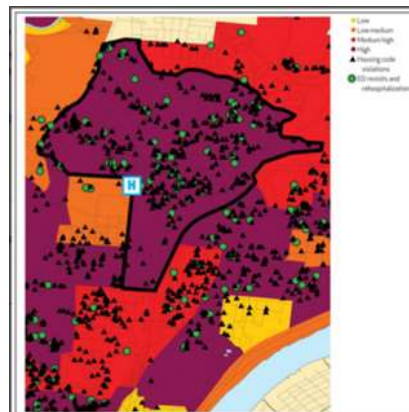 Low
Low-medium
Medium-high
High
Housing code
violations
ED revisits and
rehospitalizations
H